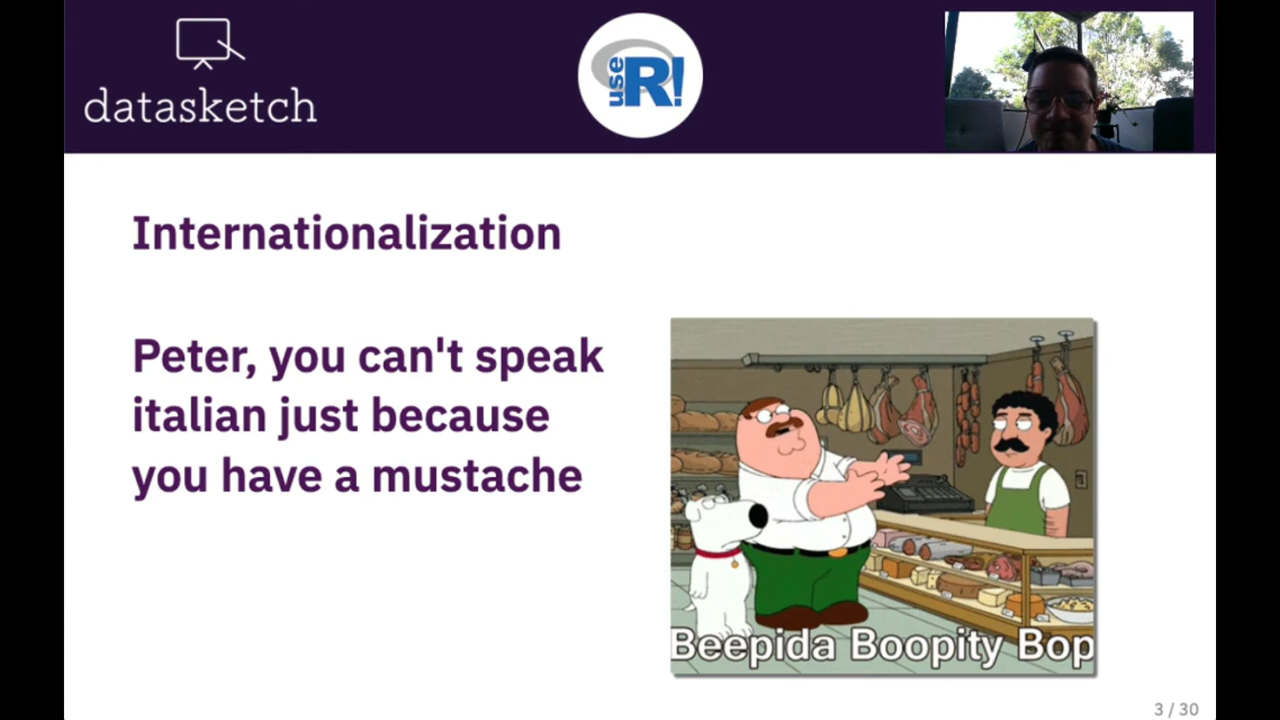 datasketch
useR!
Internationalization
Peter, you can't speak
italian just because
you have a mustache
Beepida Boopity Bop
3 / 30